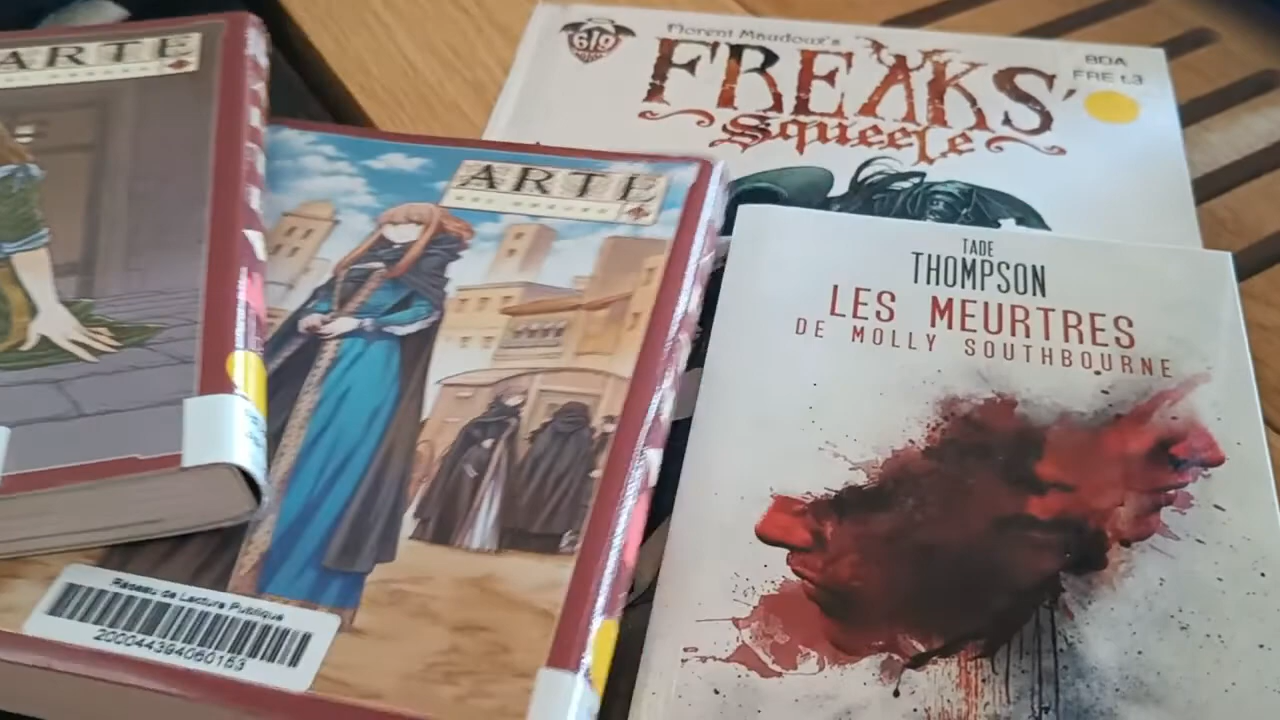 ARTE
ARTE
Réseau de Lecture Publique
200044394060163
619
Florent Maudoux's
FREAKS'
Squeele
BDA
FRE t.3
TADE
THOMPSON
LES MEURTRES
DE MOLLY SOUTHBOURNE